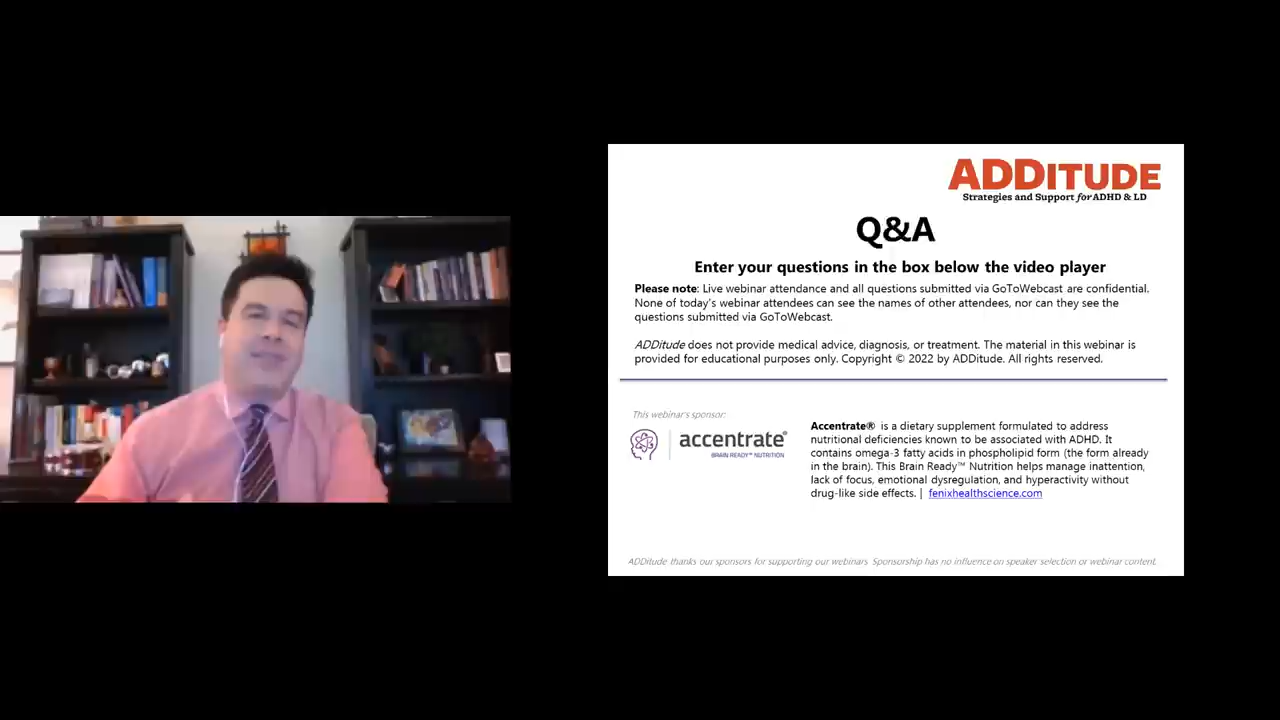 ADDITUDE
Strategies and Support for ADHD & LD
Q&A
Enter your questions in the box below the video player
Please note: Live webinar attendance and all questions submitted via GoToWebcast are confidential.
None of today's webinar attendees can see the names of other attendees, nor can they see the
questions submitted via GoToWebcast.
ADDitude does not provide medical advice, diagnosis, or treatment. The material in this webinar is
provided for educational purposes only. Copyright © 2022 by ADDitude. All rights reserved.
This webinar's sponsor:
accentrate®
BRAIN READY™ NUTRITION
Accentrate® is a dietary supplement formulated to address
nutritional deficiencies known to be associated with ADHD. It
contains omega-3 fatty acids in phospholipid form (the form already
in the brain). This Brain Ready™ Nutrition helps manage inattention,
lack of focus, emotional dysregulation, and hyperactivity without
drug-like side effects. | fenixhealthscience.com
ADDitude thanks our sponsors for supporting our webinars. Sponsorship has no influence on speaker selection or webinar content.